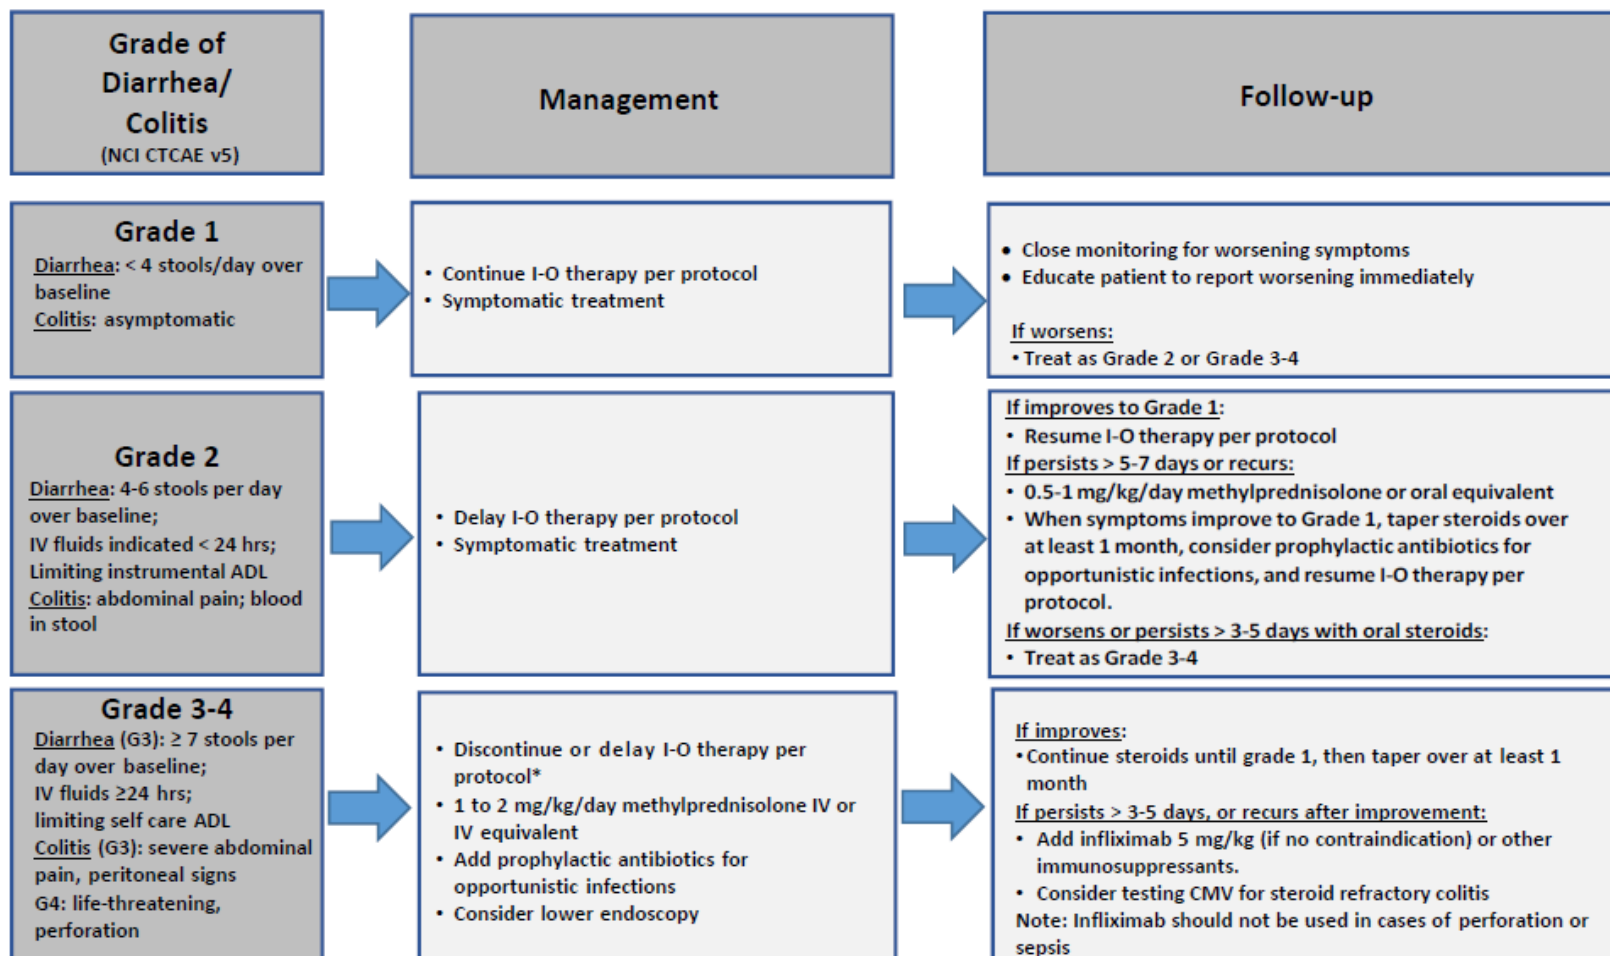 Grade of
Diarrhea/
Colitis
(NCI CTCAE v5)
Management
Follow-up
Grade 1
Diarrhea: < 4 stools/day over
baseline
Colitis: asymptomatic
• Continue I-O therapy per protocol
• Symptomatic treatment
• Close monitoring for worsening symptoms
• Educate patient to report worsening immediately
If worsens:
• Treat as Grade 2 or Grade 3-4
Grade 2
Diarrhea: 4-6 stools per day
over baseline;
IV fluids indicated < 24 hrs;
Limiting instrumental ADL
Colitis: abdominal pain; blood
in stool
• Delay I-O therapy per protocol
• Symptomatic treatment
If improves to Grade 1:
• Resume I-O therapy per protocol
If persists > 5-7 days or recurs:
• 0.5-1 mg/kg/day methylprednisolone or oral equivalent
• When symptoms improve to Grade 1, taper steroids over
at least 1 month, consider prophylactic antibiotics for
opportunistic infections, and resume I-O therapy per
protocol.
If worsens or persists > 3-5 days with oral steroids:
• Treat as Grade 3-4
Grade 3-4
Diarrhea (G3): ≥ 7 stools per
day over baseline;
IV fluids ≥24 hrs;
limiting self care ADL
Colitis (G3): severe abdominal
pain, peritoneal signs
G4: life-threatening,
perforation
• Discontinue or delay I-O therapy per
protocol*
• 1 to 2 mg/kg/day methylprednisolone IV or
IV equivalent
• Add prophylactic antibiotics for
opportunistic infections
• Consider lower endoscopy
If improves:
• Continue steroids until grade 1, then taper over at least 1
month
If persists > 3-5 days, or recurs after improvement:
• Add infliximab 5 mg/kg (if no contraindication) or other
immunosuppressants.
• Consider testing CMV for steroid refractory colitis
Note: Infliximab should not be used in cases of perforation or
sepsis